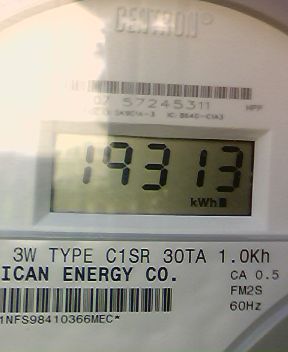 CENTRON®
07 57245311 HPF
19313
kWh
3W TYPE C1SR 30TA 1.0Kh
ICAN ENERGY CO. CA 0.5
FM2S
60Hz
1NFS98410366MEC*